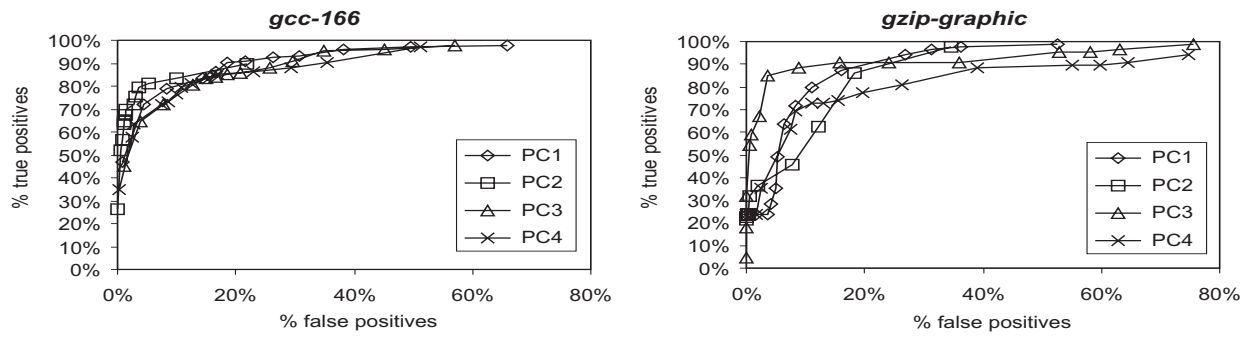 gcc-166
100%
90%
80%
70%
60%
50%
40%
30%
20%
10%
0%
% true positives
PC1
PC2
PC3
PC4
0% 20% 40% 60% 80%
% false positives
gzip-graphic
100%
90%
80%
70%
60%
50%
40%
30%
20%
10%
0%
% true positives
PC1
PC2
PC3
PC4
0% 20% 40% 60% 80%
% false positives